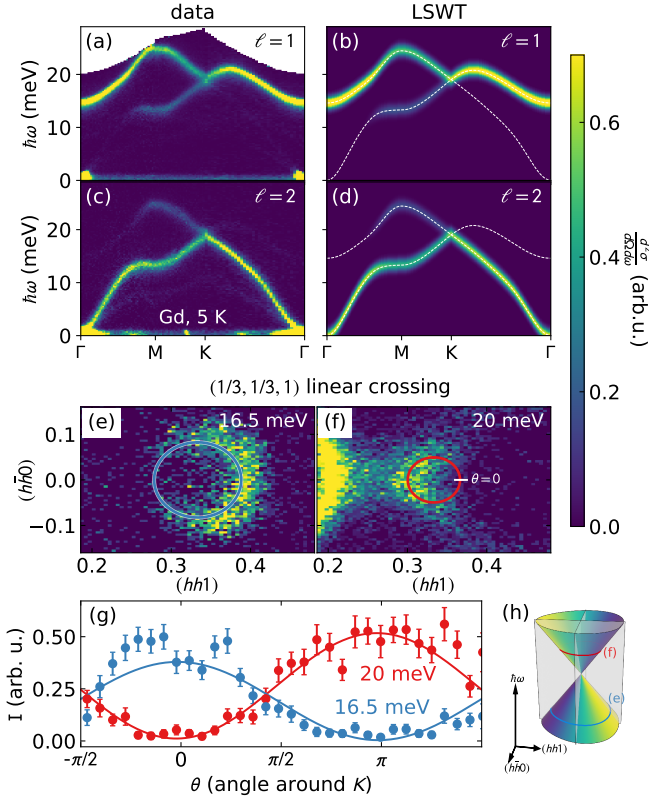 data LSWT
(a) ℓ = 1 (b) ℓ = 1
20
10
0
ħω (meV)
(c) ℓ = 2 (d) ℓ = 2
20
10
0
ħω (meV)
Gd, 5 K
Γ M K Γ Γ M K Γ
0.6
0.4
0.2
0.0
d²σ/dΩdω (arb.u.)
(1/3, 1/3, 1) linear crossing
(e) 16.5 meV (f) 20 meV
0.1
0.0
−0.1
(hh̄0)
θ=0
0.2 0.3 0.4 0.2 0.3 0.4
(hh1) (hh1)
(g)
0.50
0.25
0.00
I (arb. u.)
20 meV
16.5 meV
-π/2 0 π/2 π
θ (angle around K)
(h)
ħω
(f)
(e)
(hh1)
(hh̄0)